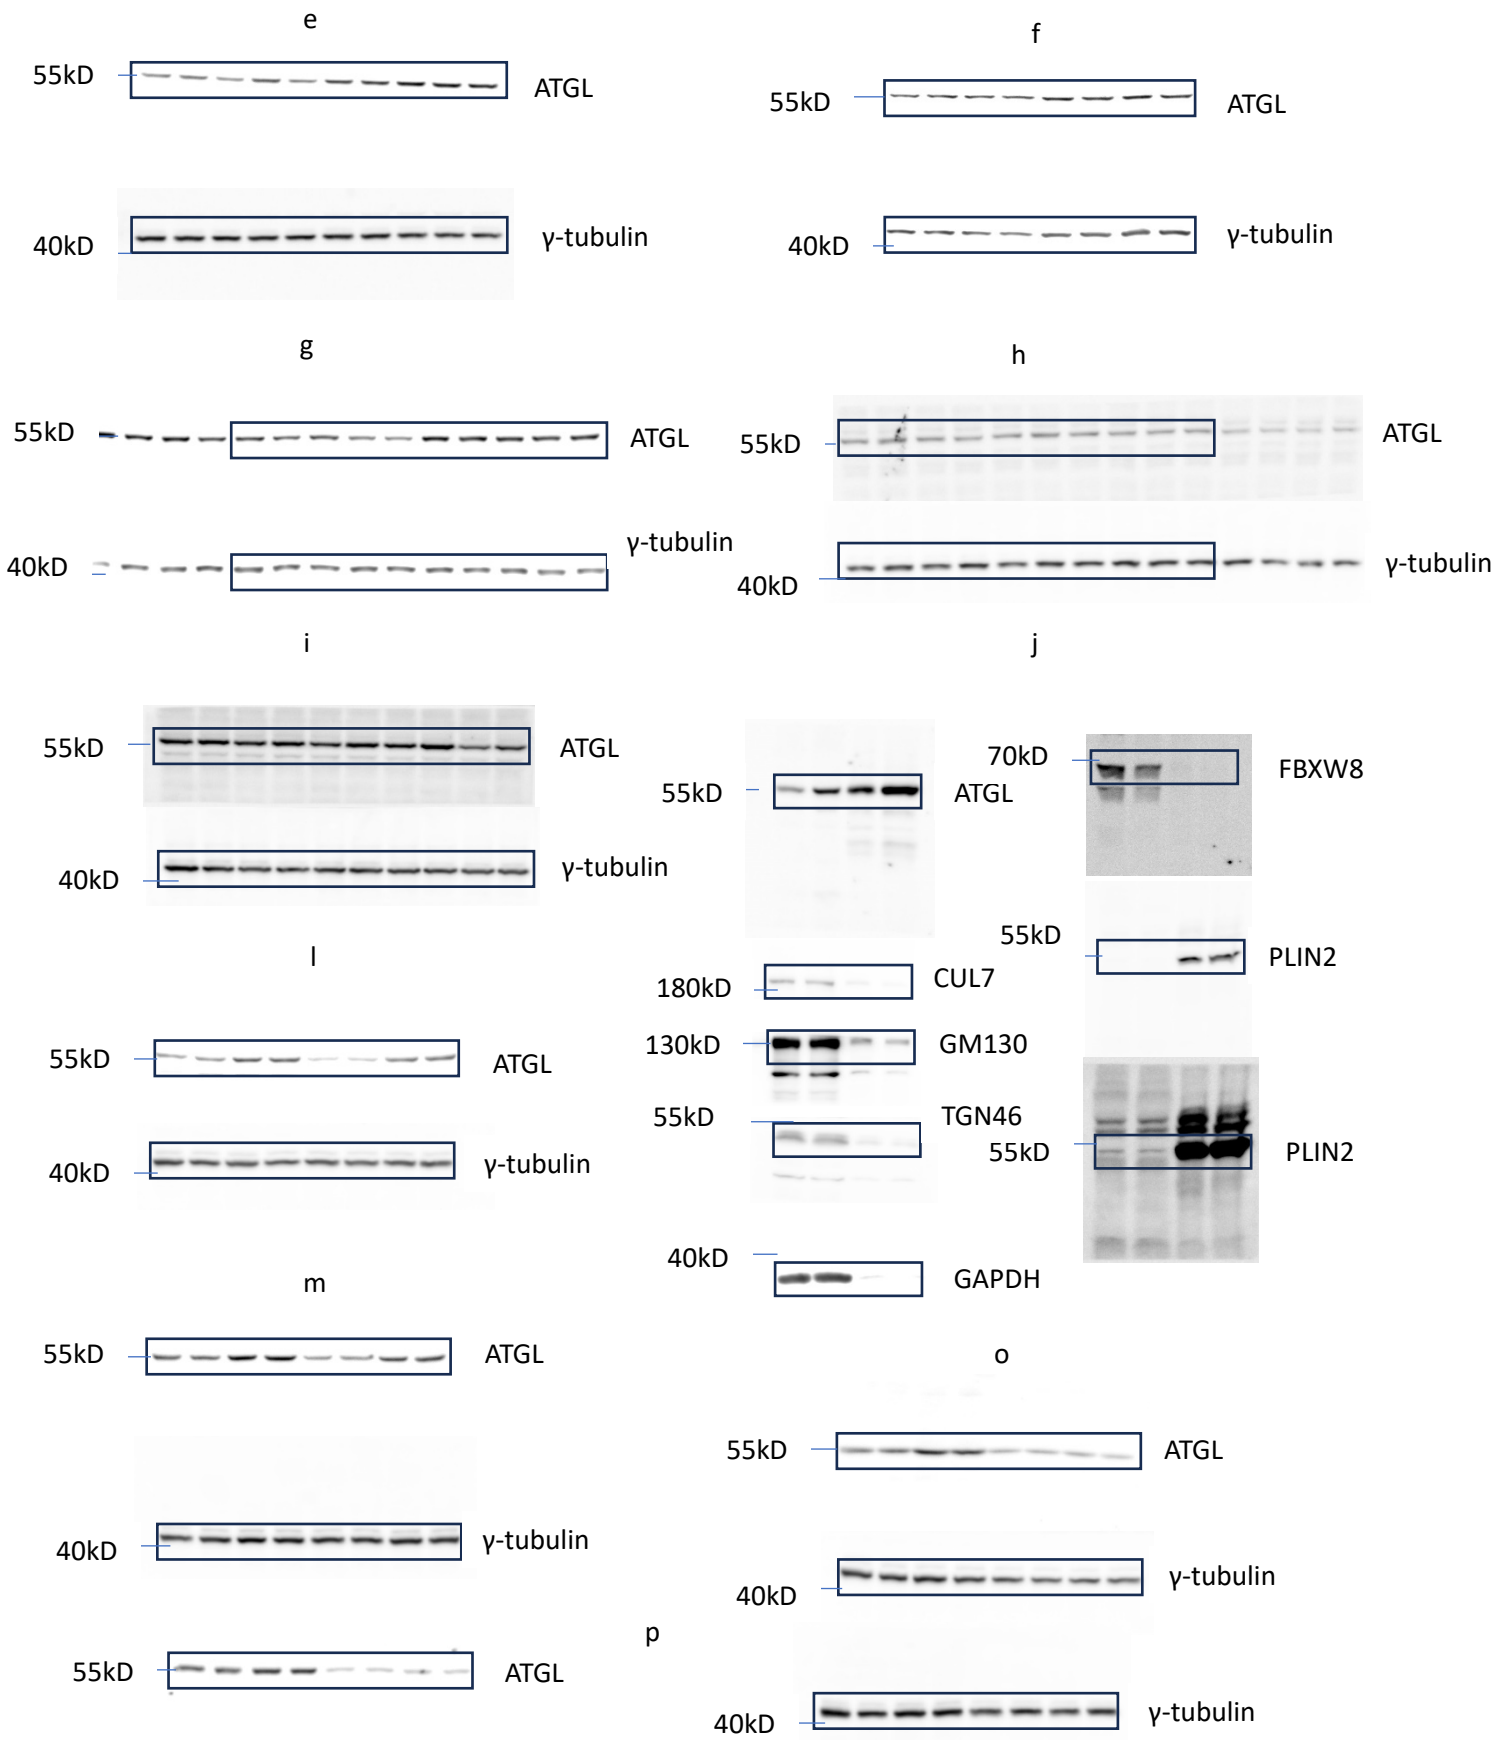 e
55kD ATGL
40kD γ-tubulin
f
55kD ATGL
40kD γ-tubulin
g
55kD ATGL
40kD γ-tubulin
h
55kD ATGL
40kD γ-tubulin
i
55kD ATGL
40kD γ-tubulin
j
55kD ATGL
70kD FBXW8
55kD PLIN2
180kD CUL7
130kD GM130
55kD TGN46
55kD PLIN2
40kD GAPDH
l
55kD ATGL
40kD γ-tubulin
m
55kD ATGL
40kD γ-tubulin
o
55kD ATGL
40kD γ-tubulin
p
55kD ATGL
40kD γ-tubulin